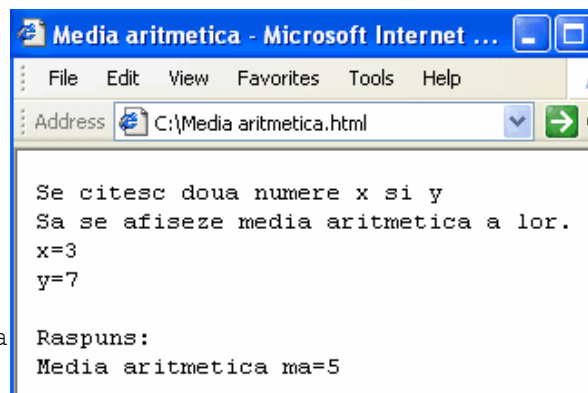 Media aritmetica - Microsoft Internet ...
File Edit View Favorites Tools Help
Address C:\Media aritmetica.html
Se citesc doua numere x si y
Sa se afiseze media aritmetica a lor.
x=3
y=7
a
Raspuns:
Media aritmetica ma=5